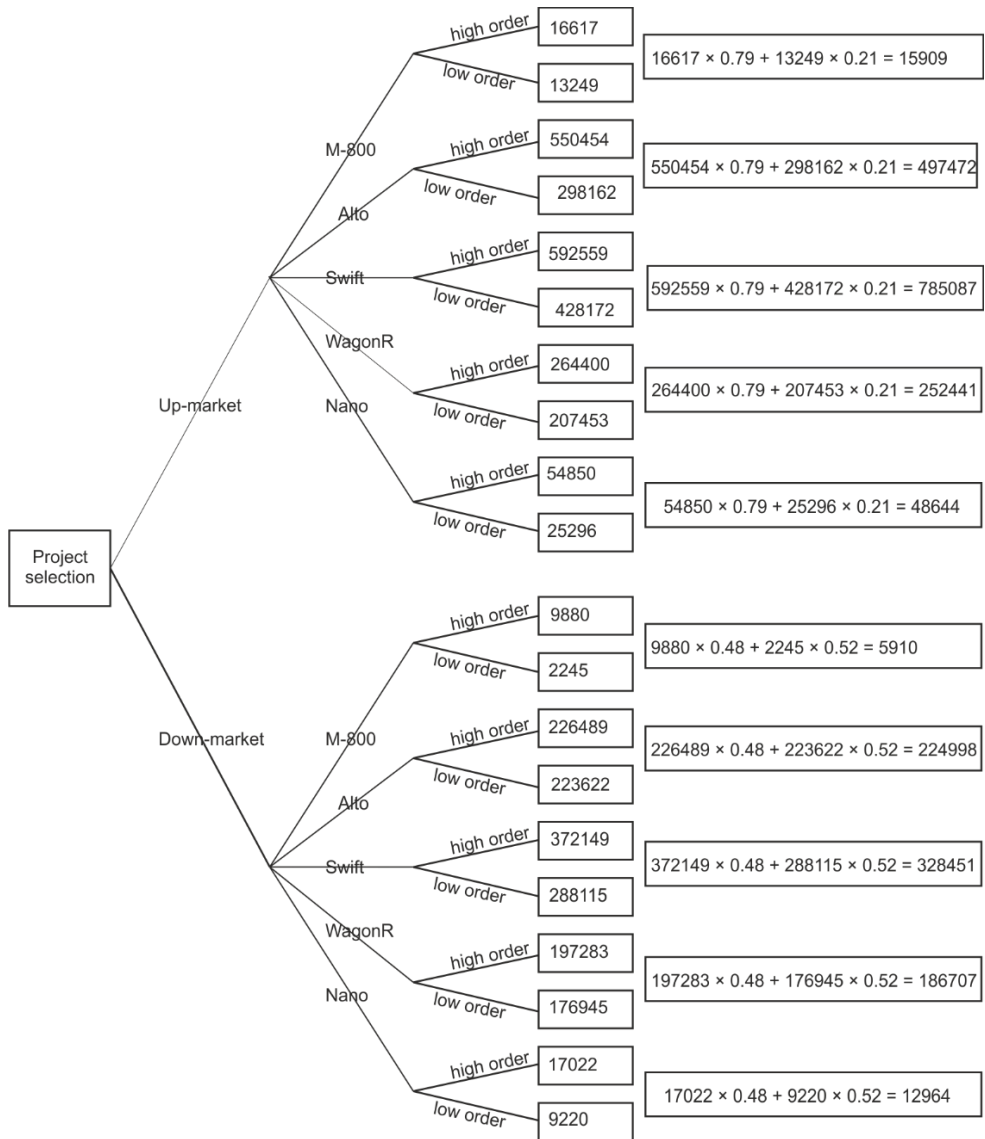 high order
16617
16617 × 0.79 + 13249 × 0.21 = 15909
low order
13249
M-800
high order
550454
550454 × 0.79 + 298162 × 0.21 = 497472
low order
298162
Alto
high order
592559
Swift
592559 × 0.79 + 428172 × 0.21 = 785087
low order
428172
WagonR
high order
264400
264400 × 0.79 + 207453 × 0.21 = 252441
Up-market
Nano
low order
207453
high order
54850
54850 × 0.79 + 25296 × 0.21 = 48644
low order
25296
Project
selection
high order
9880
9880 × 0.48 + 2245 × 0.52 = 5910
low order
2245
Down-market
M-800
high order
226489
226489 × 0.48 + 223622 × 0.52 = 224998
low order
223622
Alto
high order
372149
Swift
372149 × 0.48 + 288115 × 0.52 = 328451
low order
288115
WagonR
high order
197283
197283 × 0.48 + 176945 × 0.52 = 186707
Nano
low order
176945
high order
17022
17022 × 0.48 + 9220 × 0.52 = 12964
low order
9220